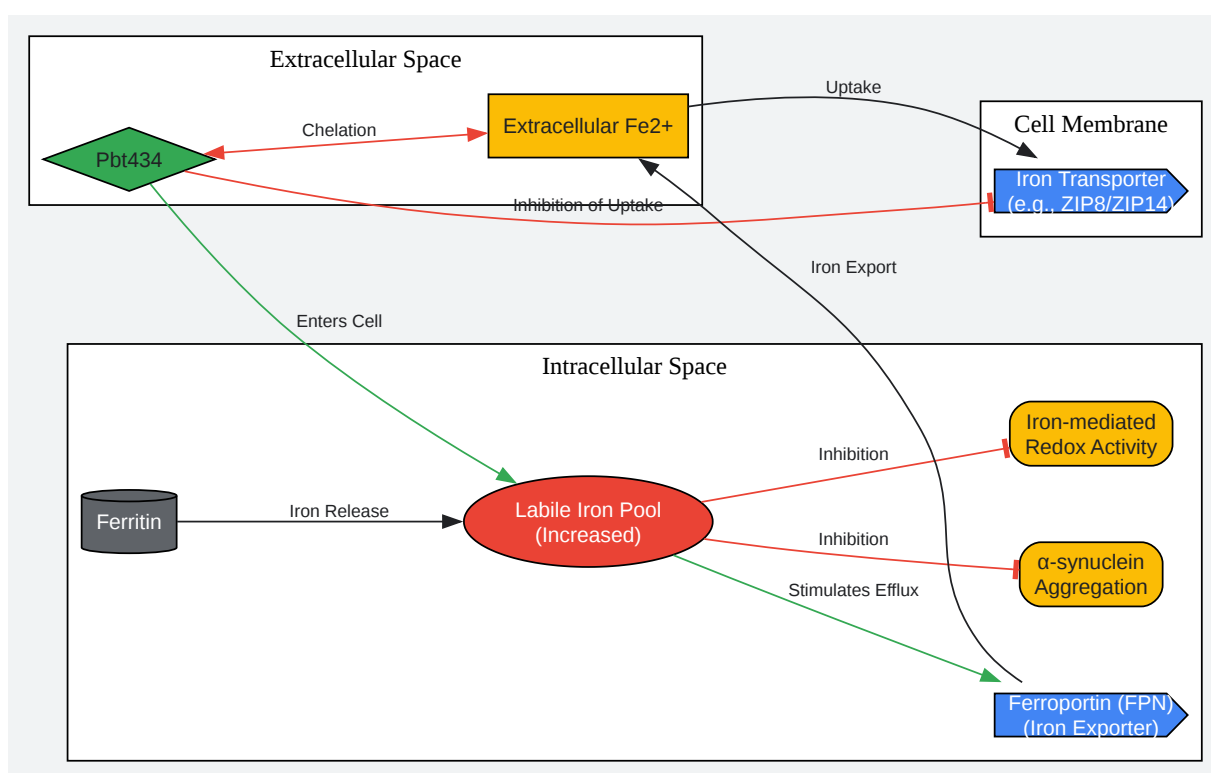 Extracellular Space
Uptake
Chelation
Extracellular Fe2+
Cell Membrane
Pbt434
Iron Transporter
(e.g., ZIP8/ZIP14)
Inhibition of Uptake
Iron Export
Enters Cell
Intracellular Space
Iron-mediated
Redox Activity
Inhibition
Ferritin
Iron Release
Labile Iron Pool
(Increased)
Inhibition
α-synuclein
Aggregation
Stimulates Efflux
Ferroportin (FPN)
(Iron Exporter)